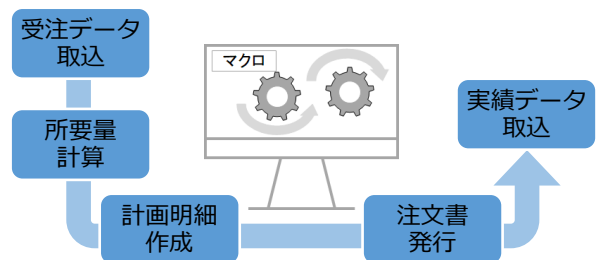 受注データ
取込
所要量
計算
計画明細
作成
マクロ
注文書
発行
実績データ
取込